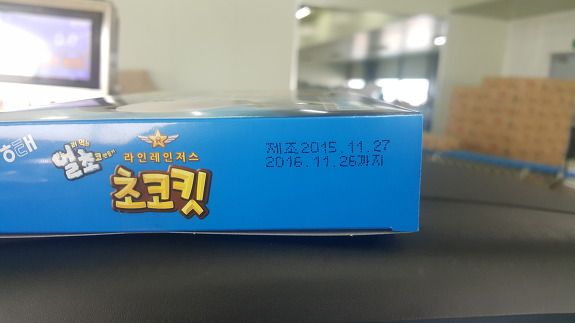 해태
얼초
라인레인저스
초코킷
제조2015.11.27
2016.11.26까지